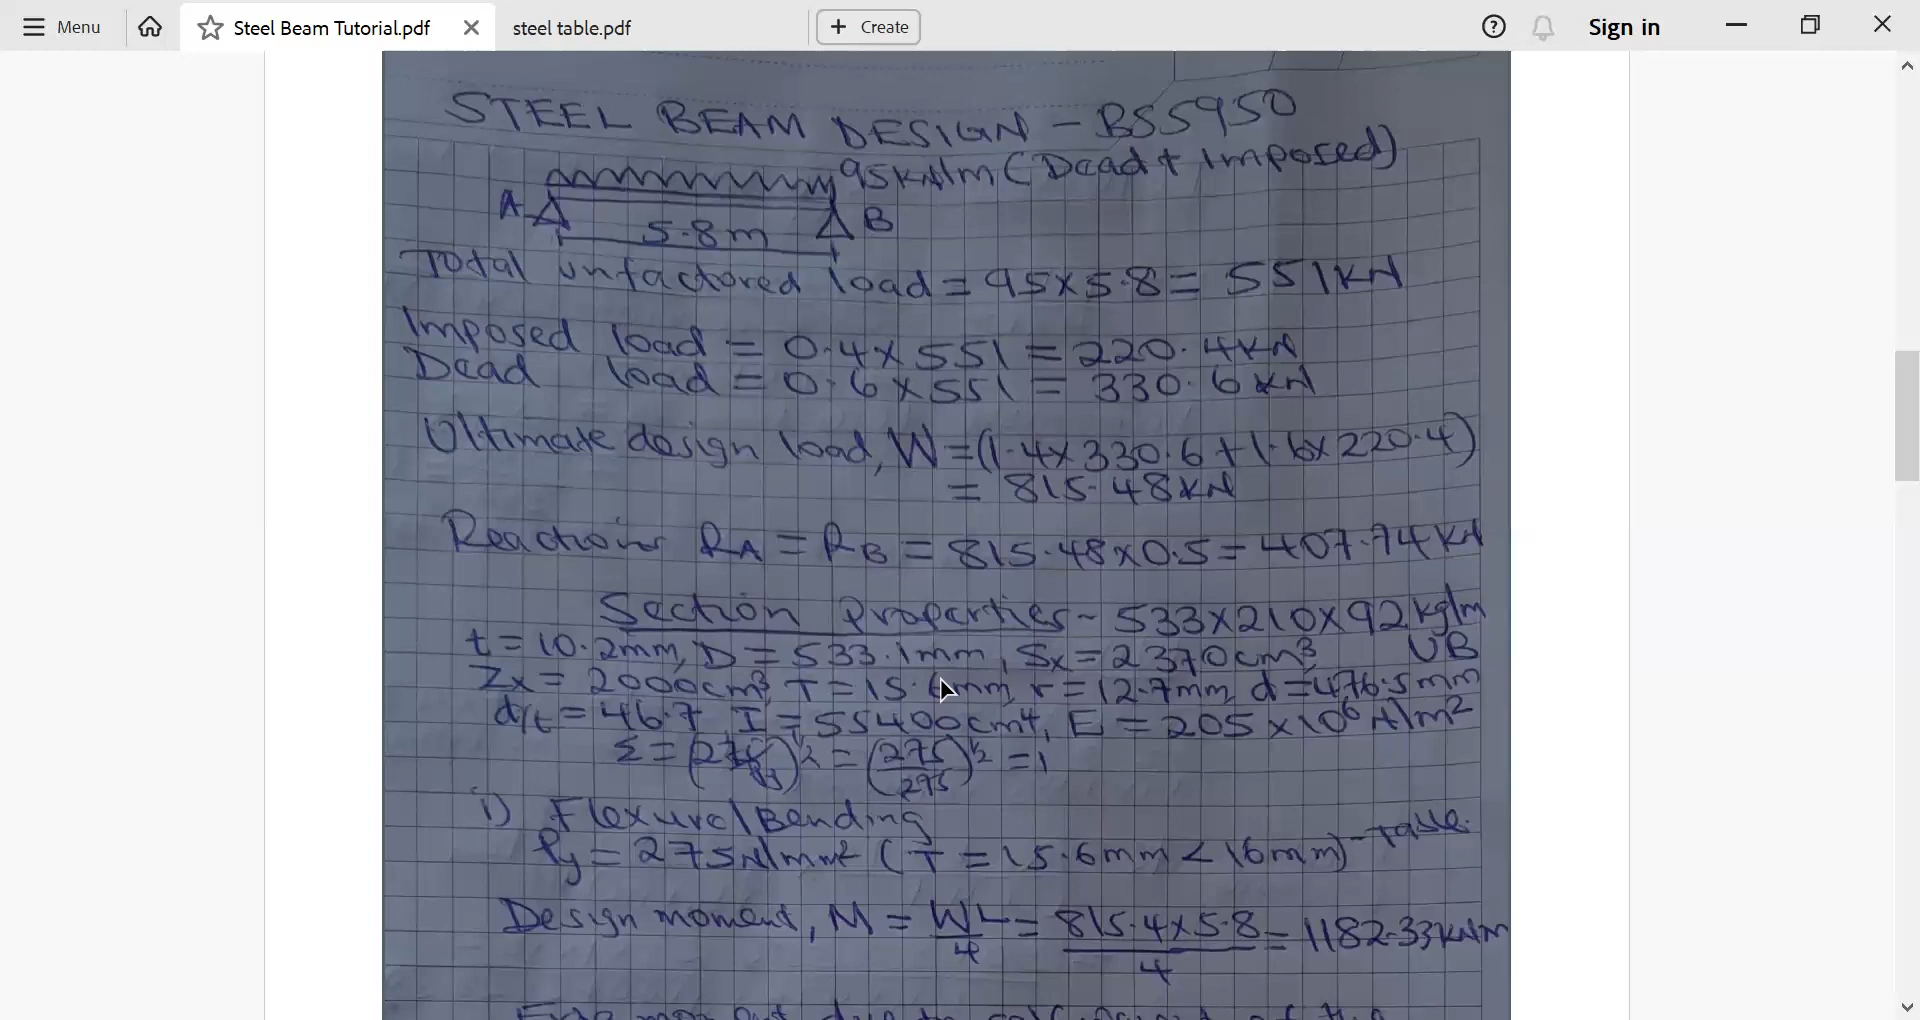 Menu
Steel Beam Tutorial.pdf
steel table.pdf
+ Create
Sign in
STEEL BEAM DESIGN - BS5950
95kN/m (Dead + Imposed)
A B
5.8m
Total unfactored load = 95x5.8 = 551kN
Imposed load = 0.4x551 = 220.4kN
Dead load = 0.6x551 = 330.6kN
Ultimate design load, W = (1.4x330.6+1.6x220.4)
= 815.48kN
Reactions RA = RB = 815.48x0.5 = 407.74kN
Section Properties - 533x210x92kg/m
UB
t = 10.2mm, D = 533.1mm, Sx = 2370cm³
Zx = 2000cm³, T = 15.6mm, r = 12.7mm, d = 476.5mm
d/t = 46.7, I = 55400cm⁴, E = 205x10⁶ N/m²
Σ = (275/Py)^½ = (275/275)^½ = 1
i) Flexural Bending
Py = 275N/mm² (T = 15.6mm < 16mm) - Table
Design moment, M = WL/4 = 815.4x5.8/4 = 1182.33kNm